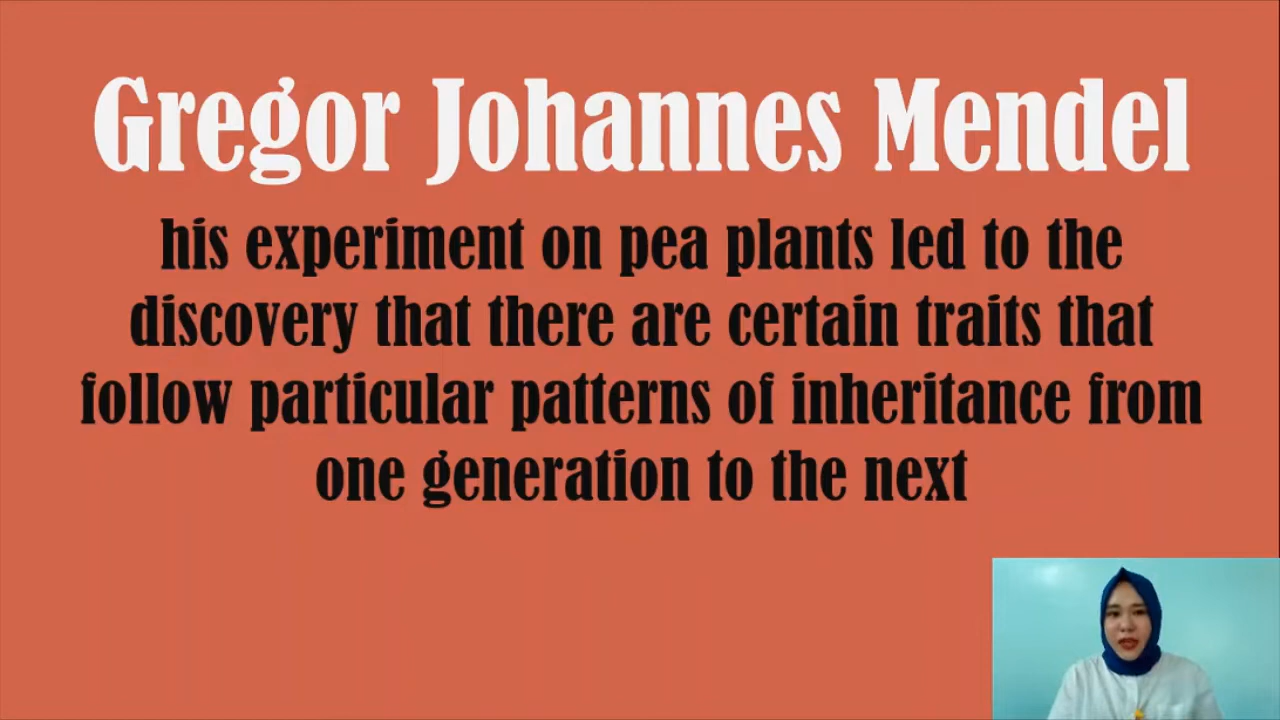 Gregor Johannes Mendel
his experiment on pea plants led to the
discovery that there are certain traits that
follow particular patterns of inheritance from
one generation to the next